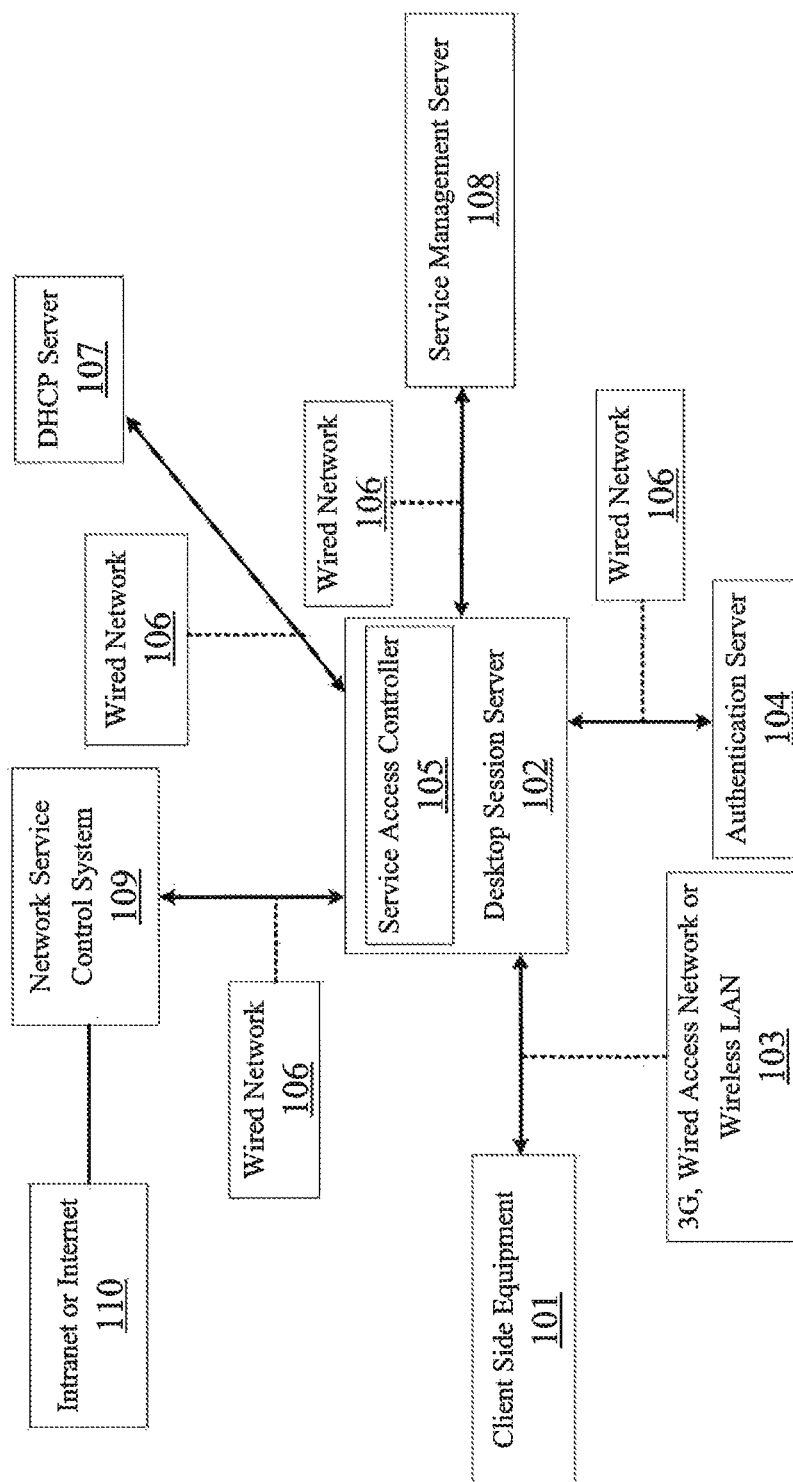 Intranet or Internet
110
Network Service
Control System
109
DHCP Server
107
Wired Network
106
Wired Network
106
Wired Network
106
Service Management Server
108
Service Access Controller
105
Desktop Session Server
102
Client Side Equipment
101
3G, Wired Access Network or
Wireless LAN
103
Authentication Server
104
Wired Network
106